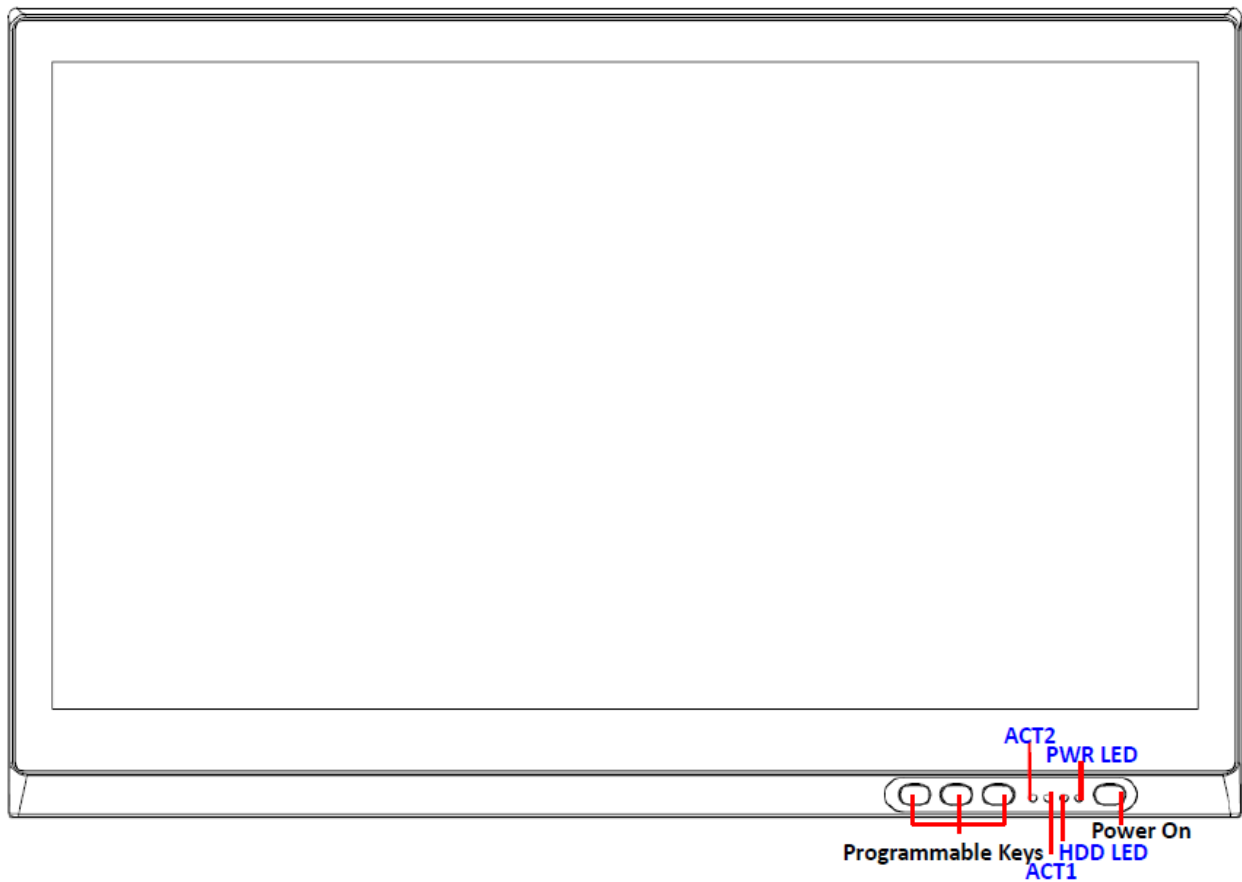 ACT2
PWR LED
Power On
Programmable Keys
HDD LED
ACT1